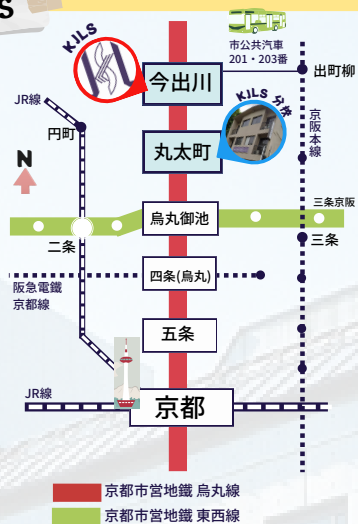 S
KJLS
市公共汽車
201・203番
今出川
出町柳
JR線
KJLS 分校
円町
京阪本線
N
丸太町
三条京阪
烏丸御池
二条
三条
四条(烏丸)
阪急電鐵
京都線
五条
JR線
京都
京都市営地鐵 烏丸線
京都市営地鐵 東西線